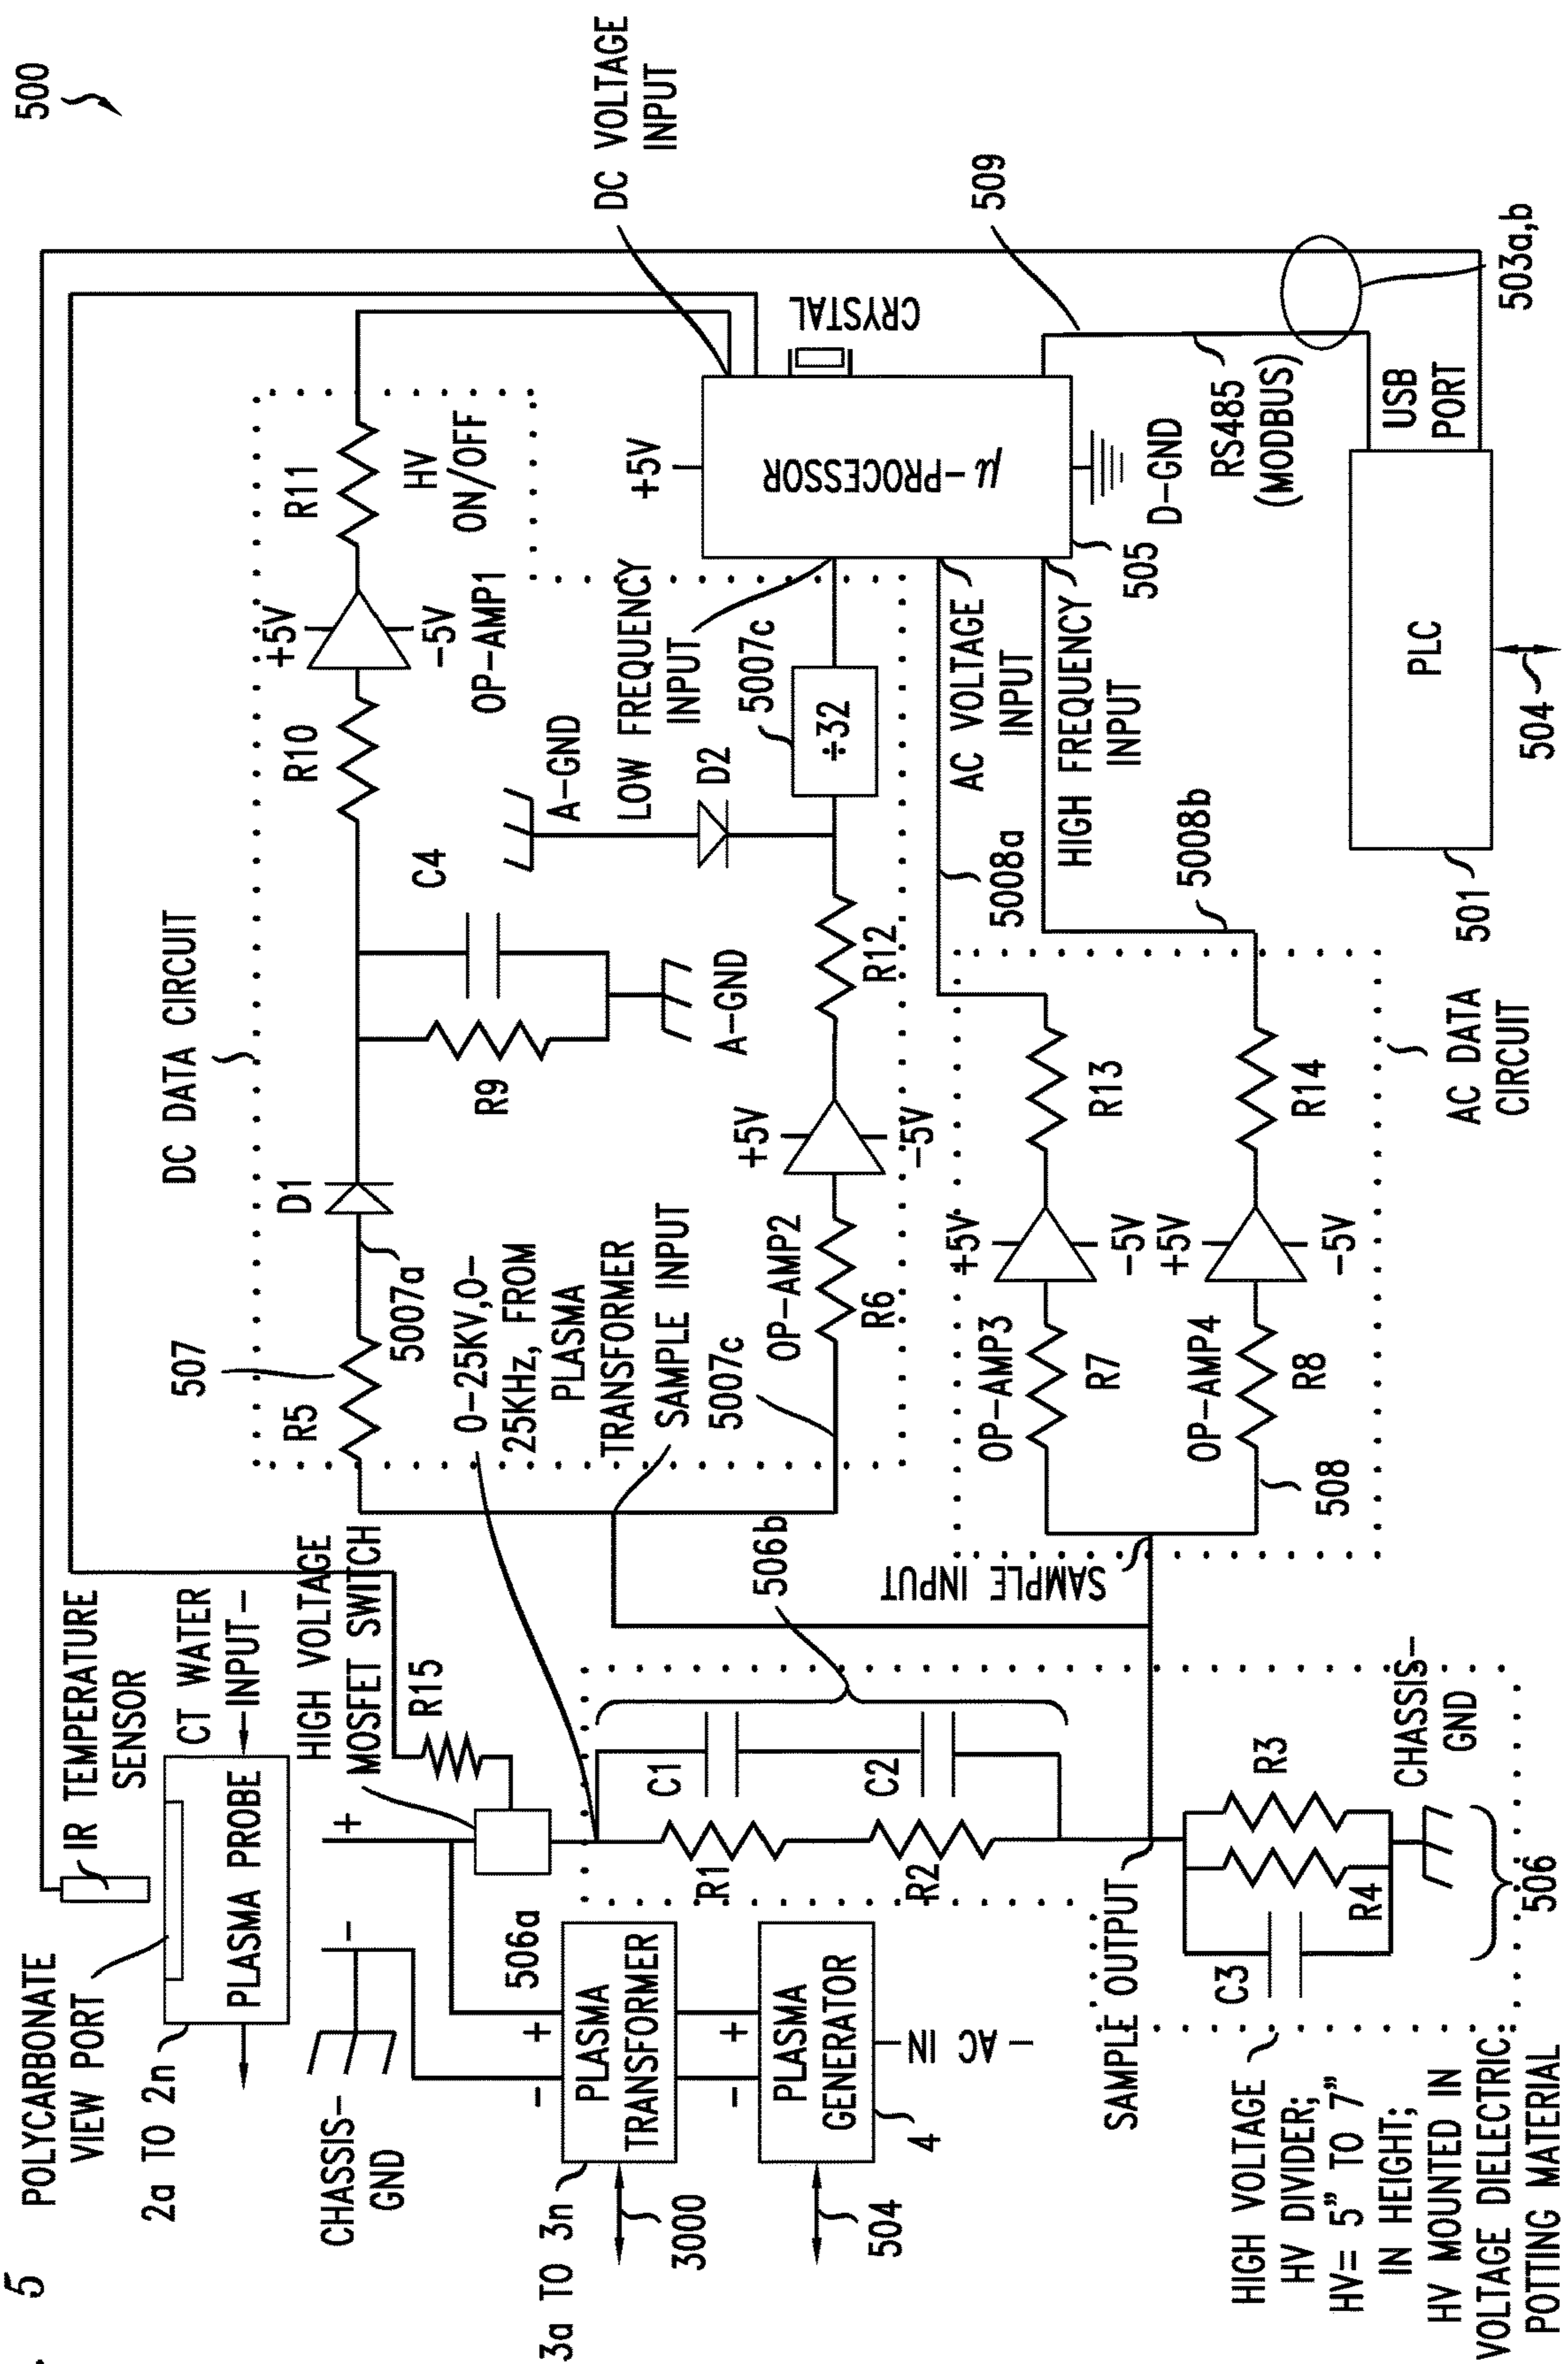 . 5
500
POLYCARBONATE
VIEW PORT
IR TEMPERATURE
SENSOR
2a TO 2n
PLASMA PROBE
CT WATER
INPUT-
CHASSIS-
GND
-
+
HIGH VOLTAGE
MOSFET SWITCH
R15
506a
3a TO 3n
-
+
PLASMA
TRANSFORMER
3000
-
+
PLASMA
GENERATOR
4
504
- AC IN
DC DATA CIRCUIT
507
R5
5007a
D1
R9
C4
A-GND
R10
+5V
-5V
OP-AMP1
R11
HV
ON/OFF
DC VOLTAGE
INPUT
0-25KV,0-
25KHz, FROM
PLASMA
TRANSFORMER
SAMPLE INPUT
5007c
OP-AMP2
R6
+5V
-5V
R12
A-GND
D2
÷32
5007c
LOW FREQUENCY
INPUT
+5V
μ-PROCESSOR
CRYSTAL
505
D-GND
509
RS485
(MODBUS)
503a,b
USB
PORT
PLC
501
504
AC VOLTAGE
INPUT
5008a
HIGH FREQUENCY
INPUT
5008b
506b
C1
C2
R1
R2
SAMPLE INPUT
OP-AMP3
R7
+5V
-5V
R13
OP-AMP4
R8
+5V
-5V
R14
508
AC DATA
CIRCUIT
SAMPLE OUTPUT
C3
R4
R3
CHASSIS-
GND
506
HIGH VOLTAGE
HV DIVIDER;
HV= 5" TO 7"
IN HEIGHT;
HV MOUNTED IN
VOLTAGE DIELECTRIC
POTTING MATERIAL